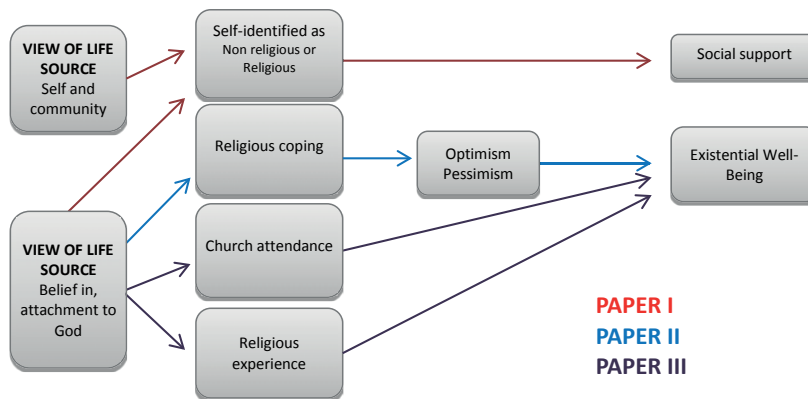 VIEW OF LIFE
SOURCE
Self and
community
Self-identified as
Non religious or
Religious
Social support
Religious coping
Optimism
Pessimism
Existential Well-
Being
VIEW OF LIFE
SOURCE
Belief in,
attachment to
God
Church attendance
Religious
experience
PAPER I
PAPER II
PAPER III